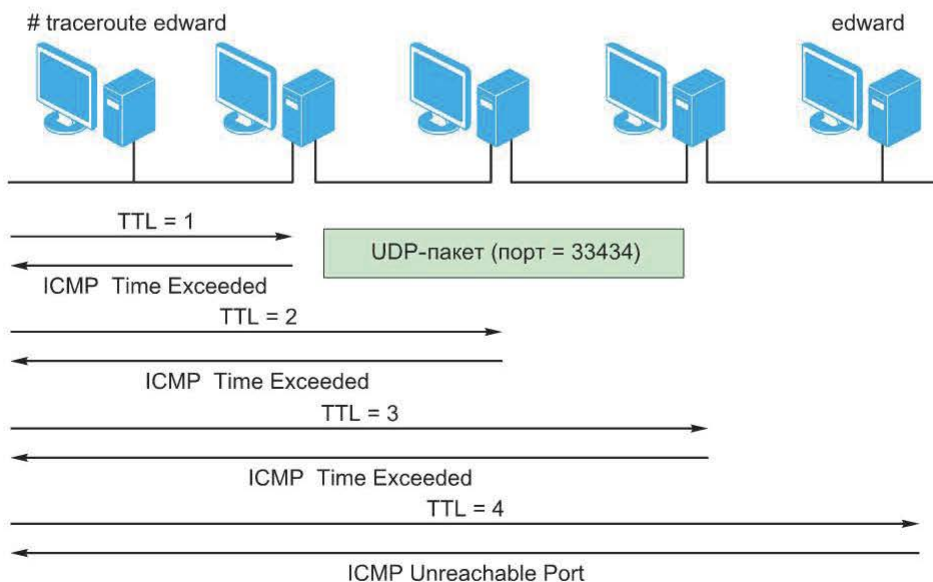 # traceroute edward
edward
TTL = 1
UDP-пакет (порт = 33434)
ICMP Time Exceeded
TTL = 2
ICMP Time Exceeded
TTL = 3
ICMP Time Exceeded
TTL = 4
ICMP Unreachable Port